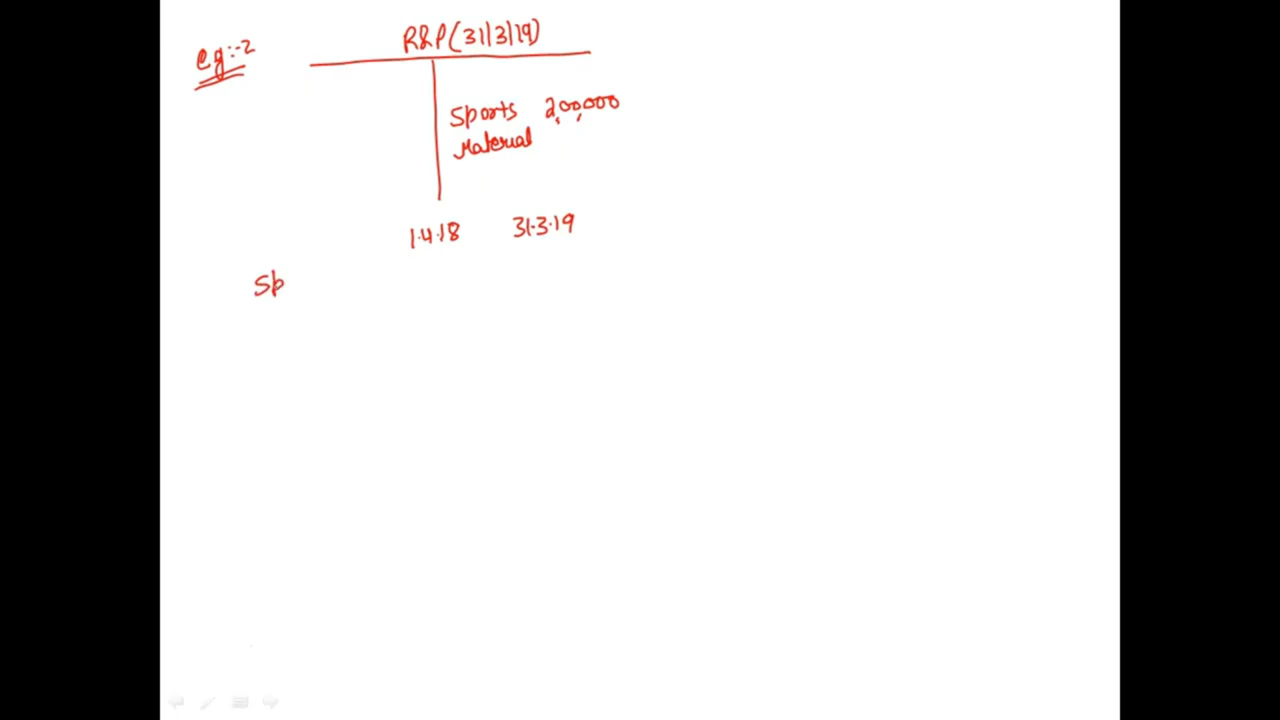 eg:-2
R&P(31|3|19)
Sports 2,00,000
Material
1.4.18 31.3.19
Sp